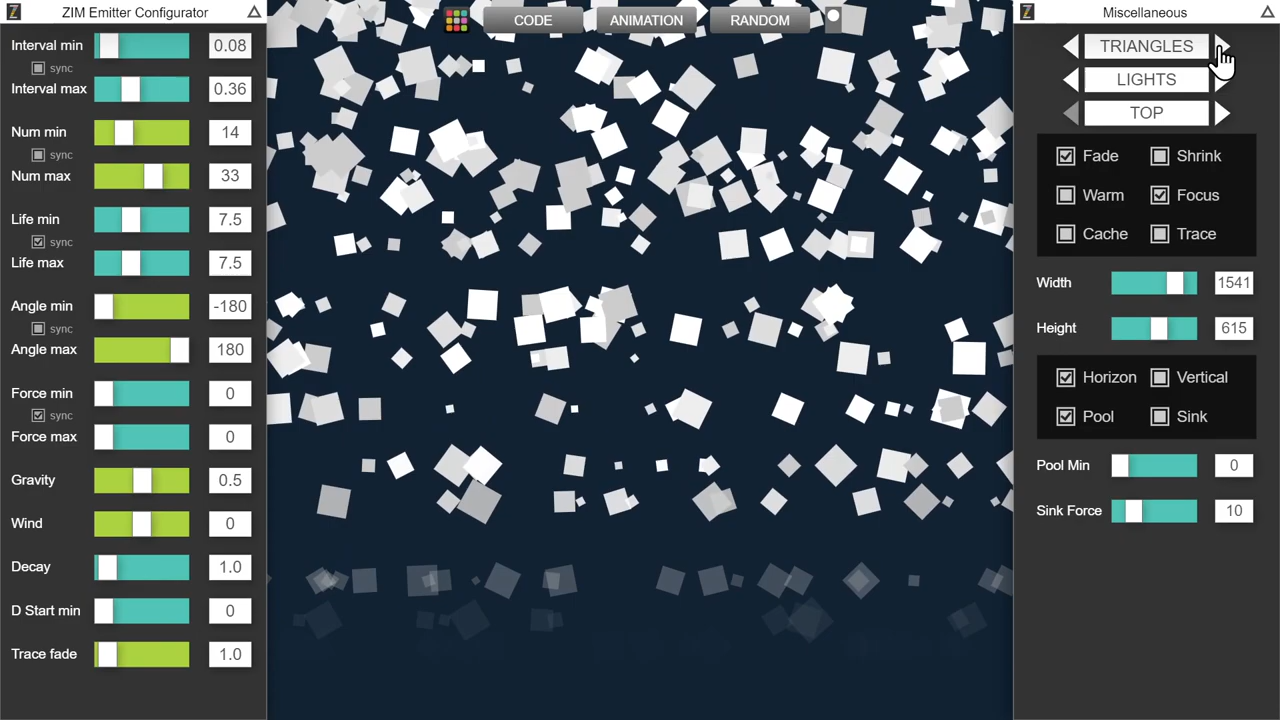 ZIM Emitter Configurator
Interval min 0.08
sync
Interval max 0.36
Num min 14
sync
Num max 33
Life min 7.5
sync
Life max 7.5
Angle min -180
sync
Angle max 180
Force min 0
sync
Force max 0
Gravity 0.5
Wind 0
Decay 1.0
D Start min 0
Trace fade 1.0
CODE ANIMATION RANDOM
Miscellaneous
TRIANGLES
LIGHTS
TOP
Fade Shrink
Warm Focus
Cache Trace
Width 1541
Height 615
Horizon Vertical
Pool Sink
Pool Min 0
Sink Force 10